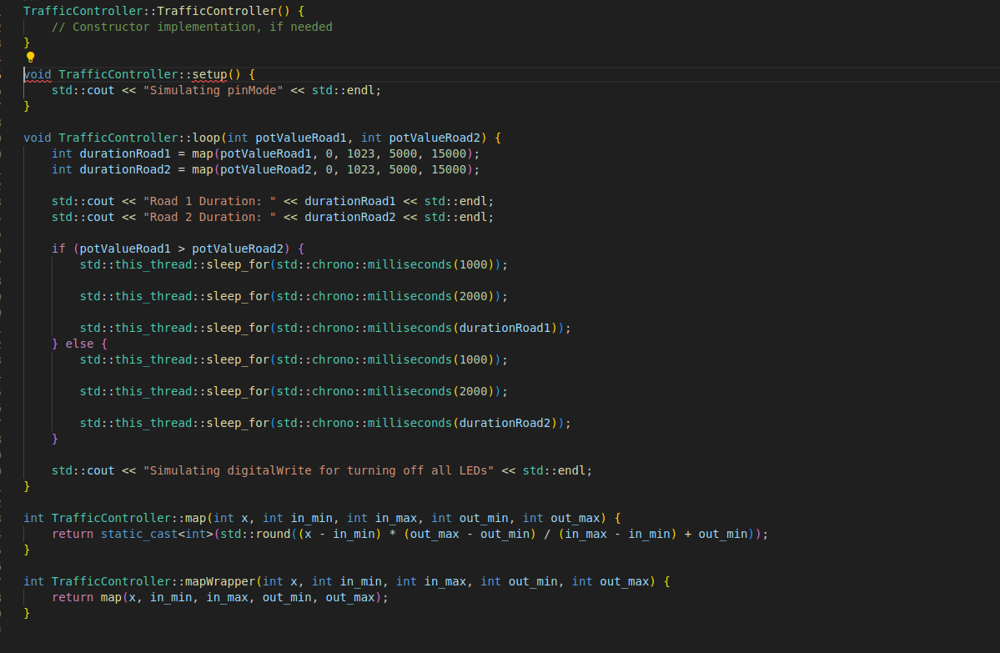 TrafficController::TrafficController() {
    // Constructor implementation, if needed
}
void TrafficController::setup() {
    std::cout << "Simulating pinMode" << std::endl;
}
void TrafficController::loop(int potValueRoad1, int potValueRoad2) {
    int durationRoad1 = map(potValueRoad1, 0, 1023, 5000, 15000);
    int durationRoad2 = map(potValueRoad2, 0, 1023, 5000, 15000);
    std::cout << "Road 1 Duration: " << durationRoad1 << std::endl;
    std::cout << "Road 2 Duration: " << durationRoad2 << std::endl;
    if (potValueRoad1 > potValueRoad2) {
        std::this_thread::sleep_for(std::chrono::milliseconds(1000));
        std::this_thread::sleep_for(std::chrono::milliseconds(2000));
        std::this_thread::sleep_for(std::chrono::milliseconds(durationRoad1));
    } else {
        std::this_thread::sleep_for(std::chrono::milliseconds(1000));
        std::this_thread::sleep_for(std::chrono::milliseconds(2000));
        std::this_thread::sleep_for(std::chrono::milliseconds(durationRoad2));
    }
    std::cout << "Simulating digitalWrite for turning off all LEDs" << std::endl;
}
int TrafficController::map(int x, int in_min, int in_max, int out_min, int out_max) {
    return static_cast<int>(std::round((x - in_min) * (out_max - out_min) / (in_max - in_min) + out_min));
}
int TrafficController::mapWrapper(int x, int in_min, int in_max, int out_min, int out_max) {
    return map(x, in_min, in_max, out_min, out_max);
}